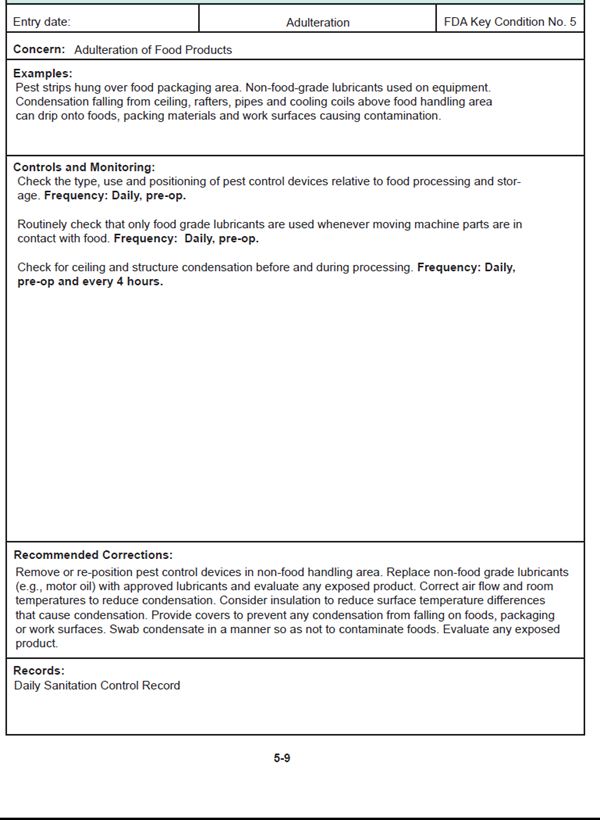 Entry date:
Adulteration
FDA Key Condition No. 5
Concern: Adulteration of Food Products
Examples:
Pest strips hung over food packaging area. Non-food-grade lubricants used on equipment.
Condensation falling from ceiling, rafters, pipes and cooling coils above food handling area
can drip onto foods, packing materials and work surfaces causing contamination.
Controls and Monitoring:
Check the type, use and positioning of pest control devices relative to food processing and stor-
age. Frequency: Daily, pre-op.
Routinely check that only food grade lubricants are used whenever moving machine parts are in
contact with food. Frequency: Daily, pre-op.
Check for ceiling and structure condensation before and during processing. Frequency: Daily,
pre-op and every 4 hours.
Recommended Corrections:
Remove or re-position pest control devices in non-food handling area. Replace non-food grade lubricants
(e.g., motor oil) with approved lubricants and evaluate any exposed product. Correct air flow and room
temperatures to reduce condensation. Consider insulation to reduce surface temperature differences
that cause condensation. Provide covers to prevent any condensation from falling on foods, packaging
or work surfaces. Swab condensate in a manner so as not to contaminate foods. Evaluate any exposed
product.
Records:
Daily Sanitation Control Record
5-9